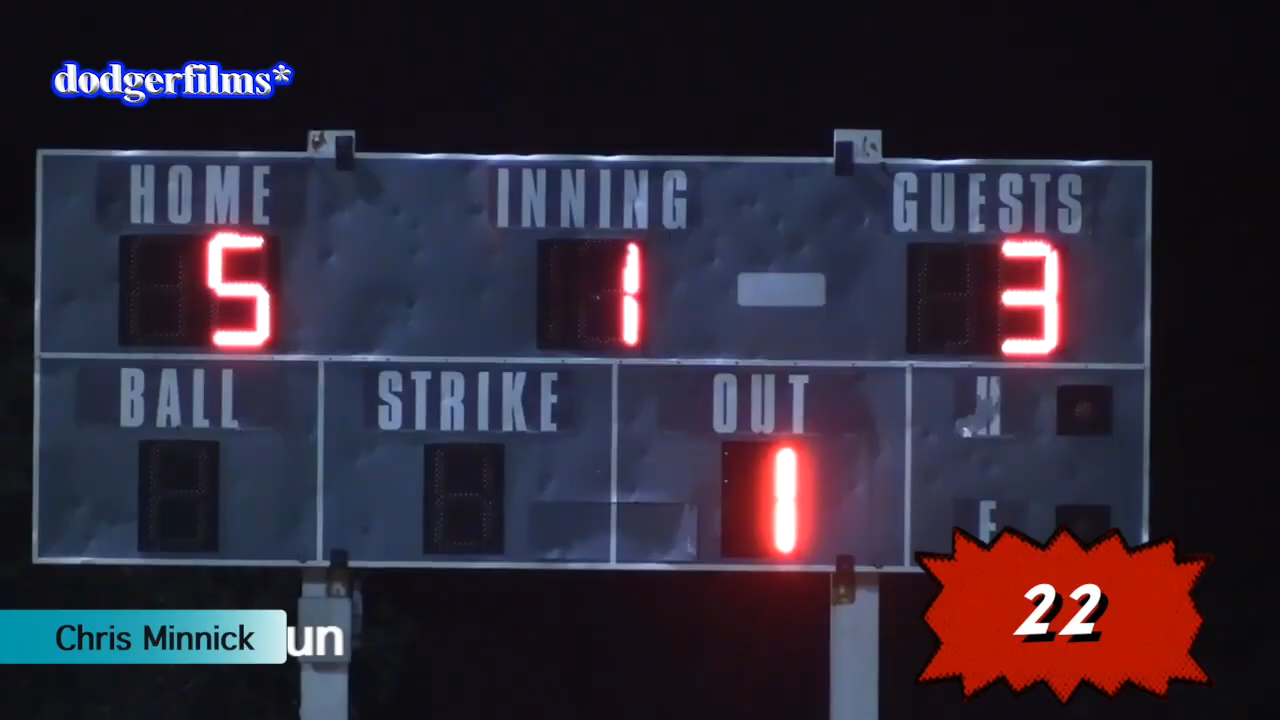 dodgerfilms*
HOME INNING GUESTS
5 1 3
BALL STRIKE OUT H
1
E
22
Chris Minnick un